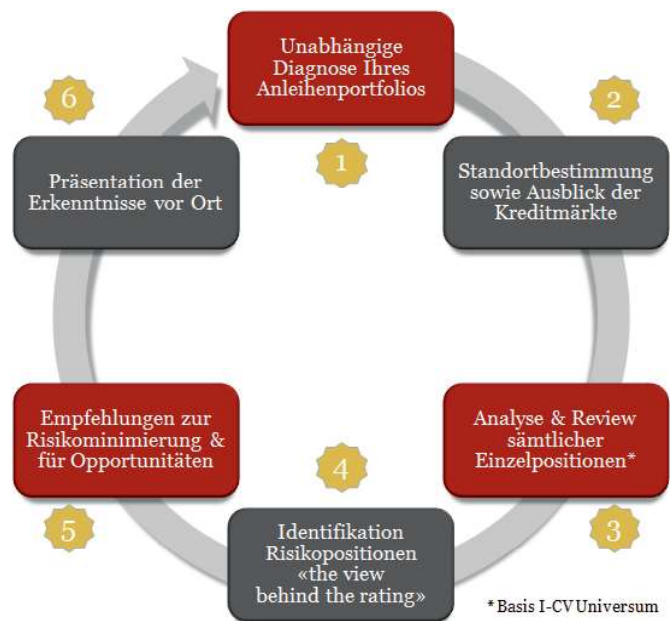 Unabhängige
Diagnose Ihres
Anleihenportfolios
1
2
Standortbestimmung
sowie Ausblick der
Kreditmärkte
Analyse & Review
sämtlicher
Einzelpositionen*
3
4
Identifikation
Risikopositionen
«the view
behind the rating»
Empfehlungen zur
Risikominimierung &
für Opportunitäten
5
6
Präsentation der
Erkenntnisse vor Ort
*Basis I-CV Universum